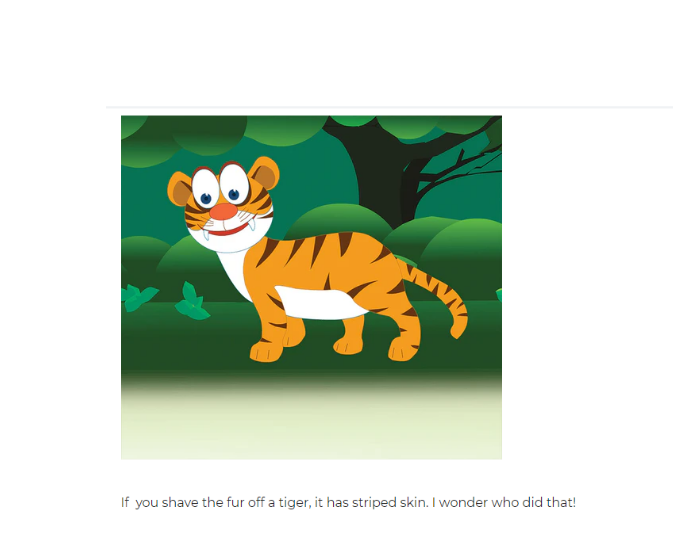 If  you shave the fur off a tiger, it has striped skin. I wonder who did that!